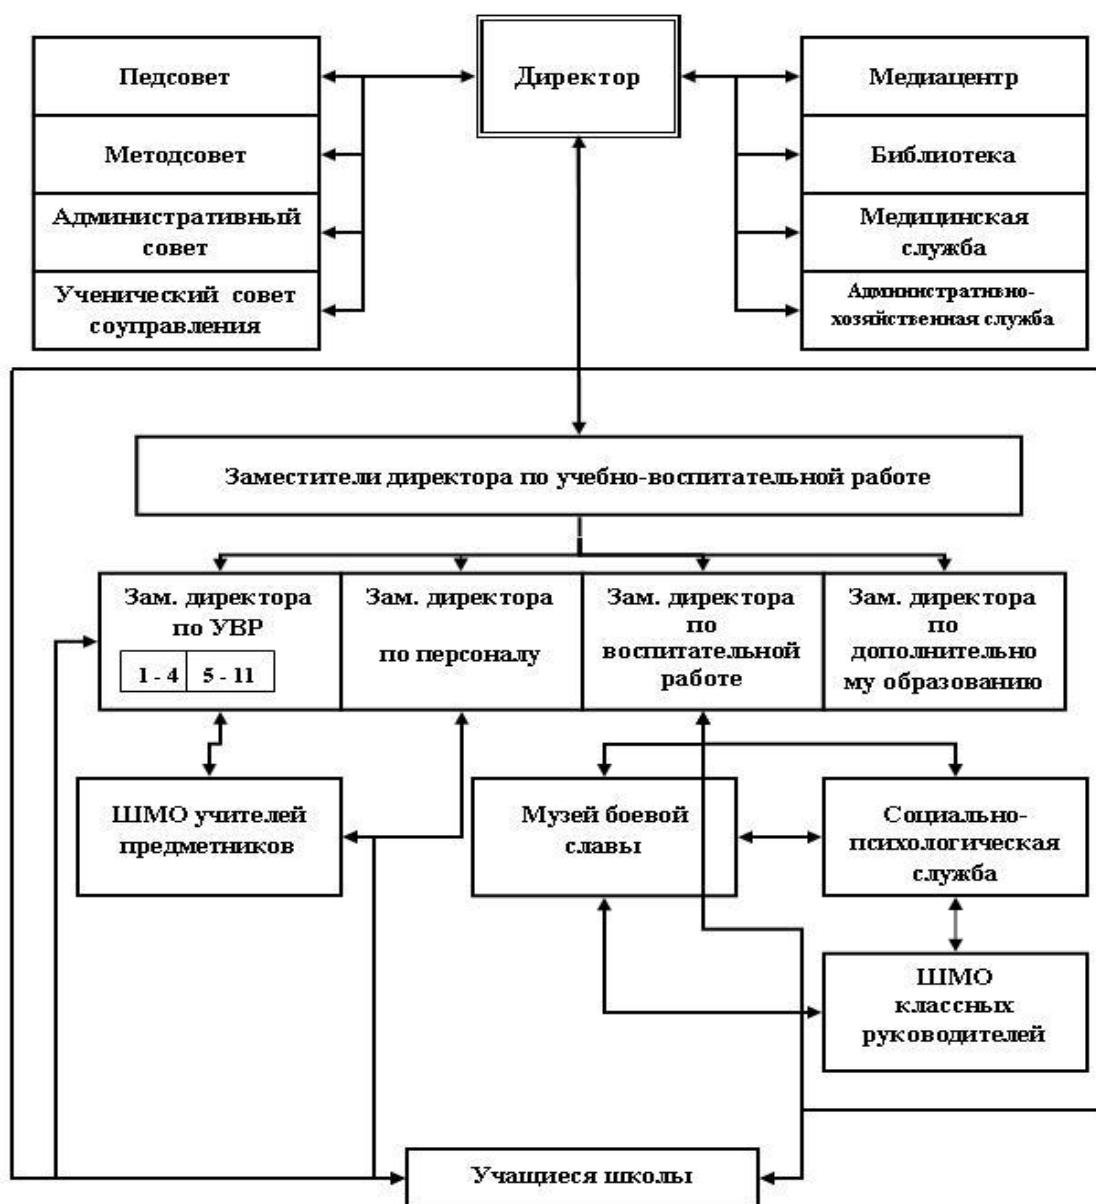 Директор
Педсовет
Методсовет
Административный
совет
Ученический совет
соуправления
Медиацентр
Библиотека
Медицинская
служба
Административно-
хозяйственная служба
Заместители директора по учебно-воспитательной работе
Зам. директора
по УВР
1 - 4
5 - 11
Зам. директора
по персоналу
Зам. директора
по
воспитательной
работе
Зам. директора
по
дополнительно
му образованию
ШМО учителей
предметников
Музей боевой
славы
Социально-
психологическая
служба
ШМО
классных
руководителей
Учащиеся школы